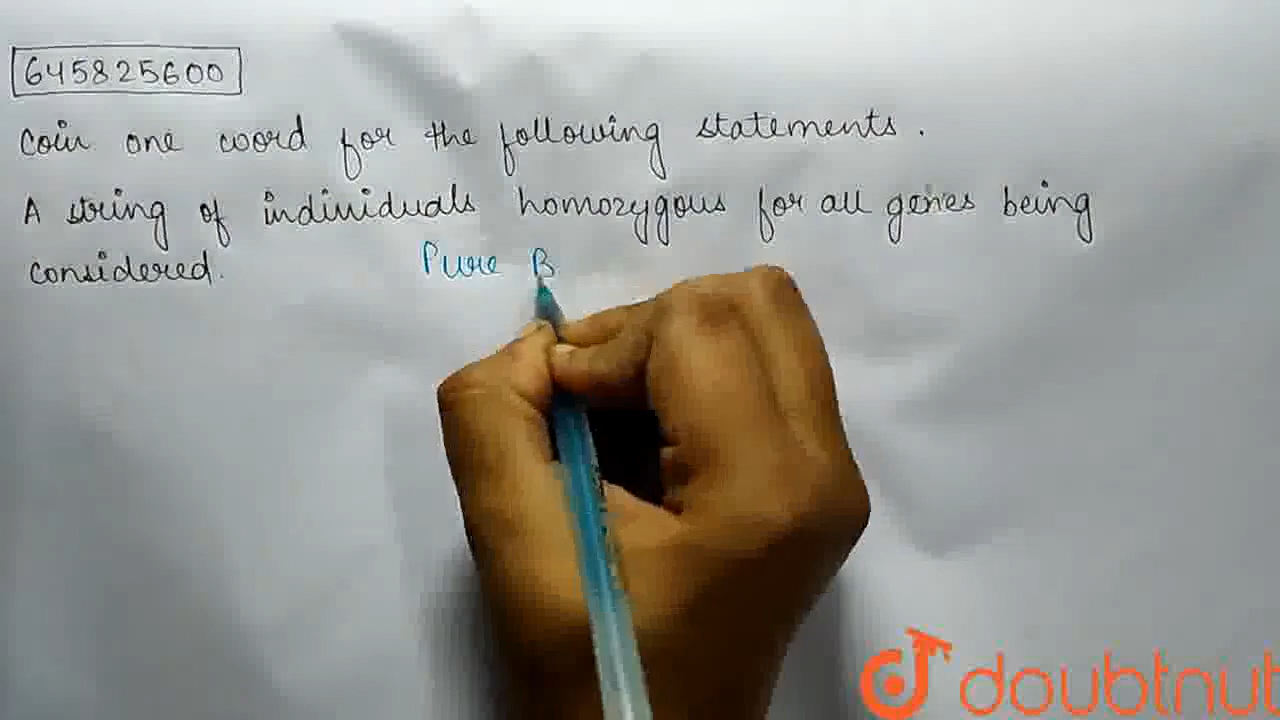 645825600
Coin one word for the following statements.
A string of individuals homozygous for all genes being
considered.
Pure B
doubtnut